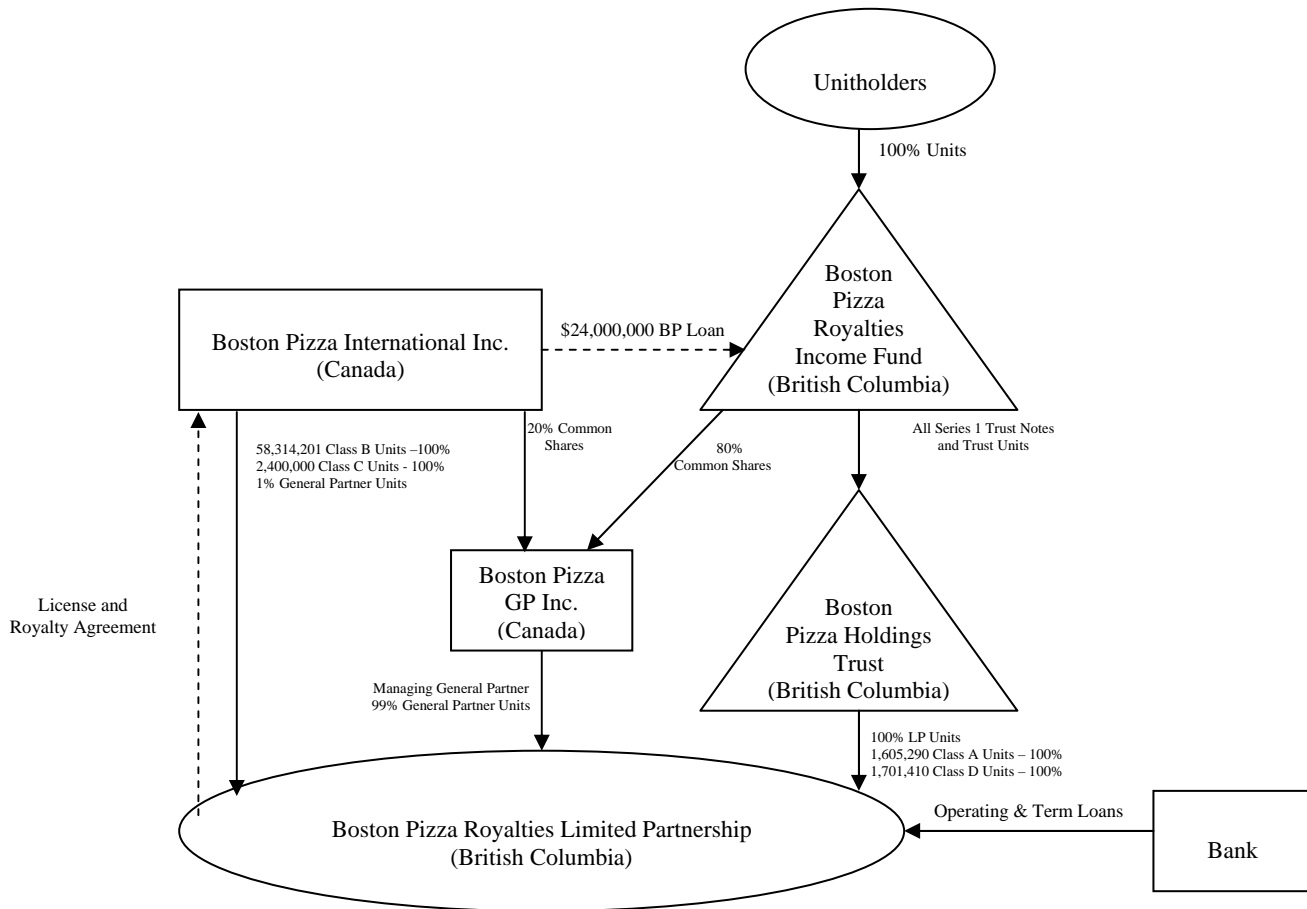 Unitholders
100% Units
Boston
Pizza
Royalties
Income Fund
(British Columbia)
Boston Pizza International Inc.
(Canada)
$24,000,000 BP Loan
58,314,201 Class B Units –100%
2,400,000 Class C Units - 100%
1% General Partner Units
20% Common
Shares
80%
Common Shares
All Series 1 Trust Notes
and Trust Units
License and
Royalty Agreement
Boston Pizza
GP Inc.
(Canada)
Boston
Pizza Holdings
Trust
(British Columbia)
Managing General Partner
99% General Partner Units
100% LP Units
1,605,290 Class A Units – 100%
1,701,410 Class D Units – 100%
Boston Pizza Royalties Limited Partnership
(British Columbia)
Operating & Term Loans
Bank